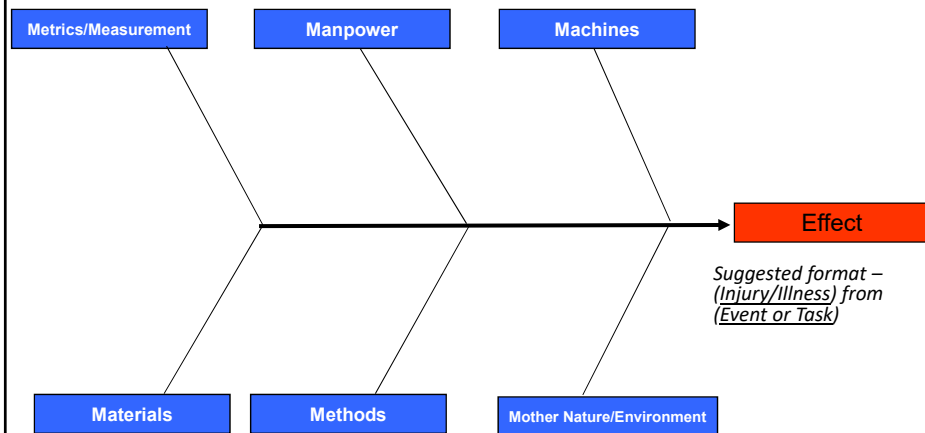 Metrics/Measurement
Manpower
Machines
Effect
Suggested format –
(Injury/Illness) from
(Event or Task)
Materials
Methods
Mother Nature/Environment